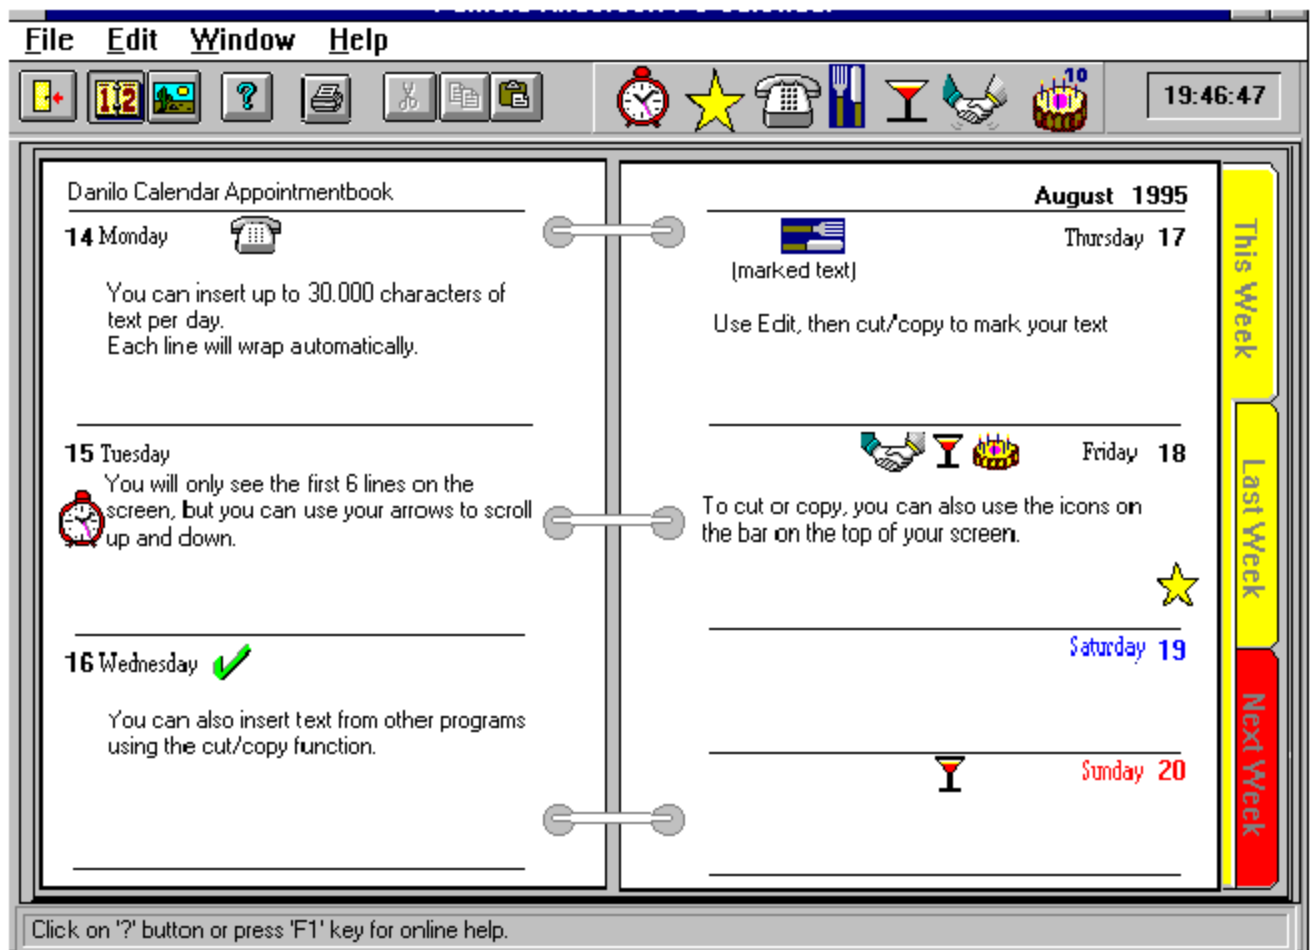 File Edit Window Help
10
19:46:47
Danilo Calendar Appointmentbook
14 Monday
You can insert up to 30.000 characters of
text per day.
Each line will wrap automatically.
15 Tuesday
You will only see the first 6 lines on the
screen, but you can use your arrows to scroll
up and down.
16 Wednesday
You can also insert text from other programs
using the cut/copy function.
August 1995
Thursday 17
(marked text)
Use Edit, then cut/copy to mark your text
Friday 18
To cut or copy, you can also use the icons on
the bar on the top of your screen.
Saturday 19
Sunday 20
This Week
Last Week
Next Week
Click on '?' button or press 'F1' key for online help.